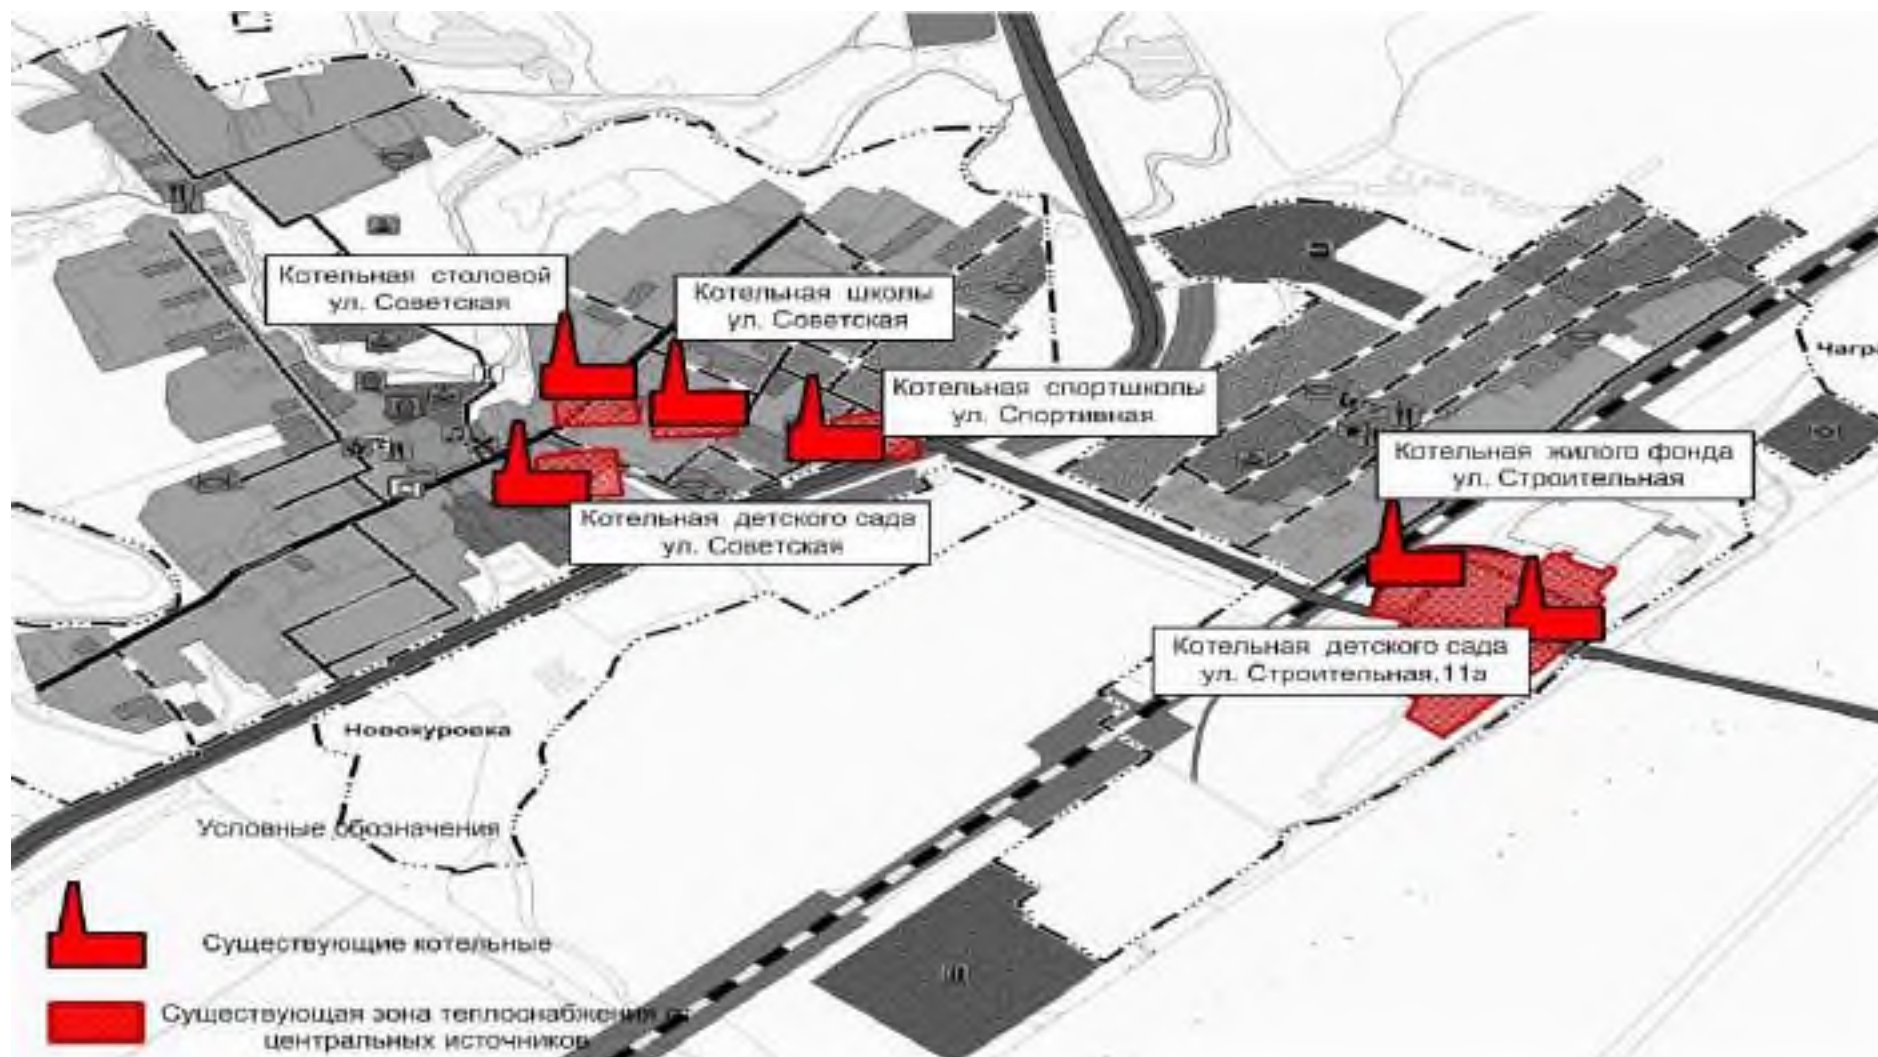 Котельная столовой
ул. Советская
Котельная школы
ул. Советская
Котельная спортшколы
ул. Спортивная
Котельная жилого фонда
ул. Строительная
Котельная детского сада
ул. Советская
Котельная детского сада
ул. Строительная,11а
Новокуровка
Условные обозначения
Существующие котельные
Существующая зона теплоснабжения от
центральных источников